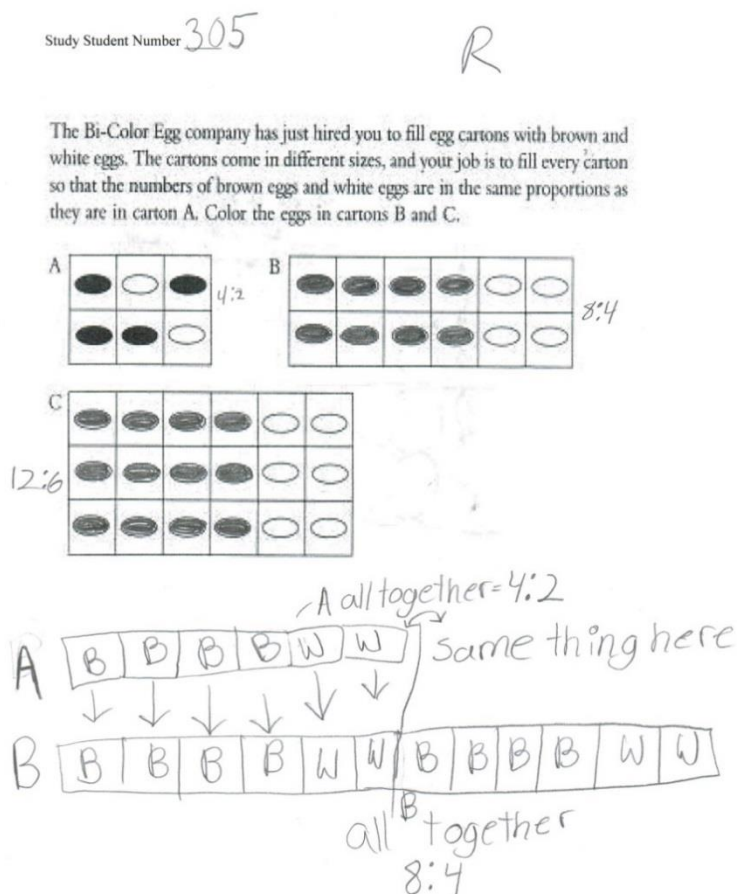 Study Student Number 305
R
The Bi-Color Egg company has just hired you to fill egg cartons with brown and
white eggs. The cartons come in different sizes, and your job is to fill every carton
so that the numbers of brown eggs and white eggs are in the same proportions as
they are in carton A. Color the eggs in cartons B and C.
A
4:2
B
8:4
C
12:6
A all together = 4:2
A B B B B W W same thing here
B B B B B W W B B B B W W
all B together
8:4